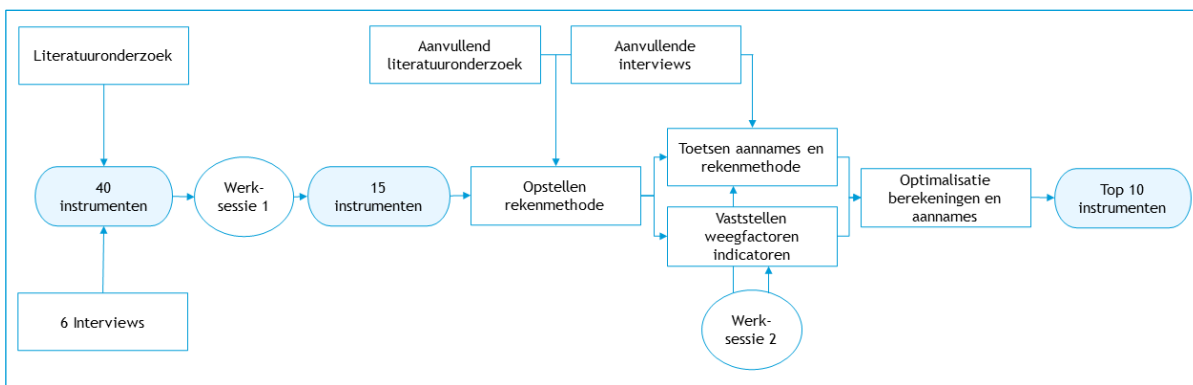 Literatuuronderzoek
Aanvullend
literatuuronderzoek
Aanvullende
interviews
40
instrumenten
Werk-
sessie 1
15
instrumenten
Opstellen
rekenmethode
Toetsen aannames en
rekenmethode
Vaststellen
weegfactoren
indicatoren
Optimalisatie
berekeningen en
aannames
Top 10
instrumenten
6 Interviews
Werk-
sessie 2